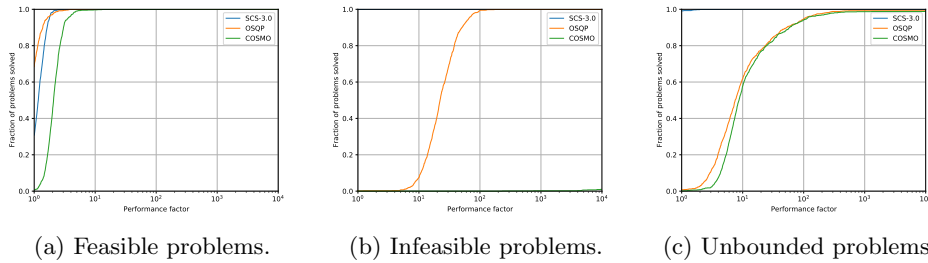 1.0
0.8
0.6
0.4
0.2
0.0
Fraction of problems solved
SCS-3.0
OSQP
COSMO
10^0
10^1
10^2
10^3
10^4
Performance factor
(a) Feasible problems.
1.0
0.8
0.6
0.4
0.2
0.0
Fraction of problems solved
SCS-3.0
OSQP
COSMO
10^0
10^1
10^2
10^3
10^4
Performance factor
(b) Infeasible problems.
1.0
0.8
0.6
0.4
0.2
0.0
Fraction of problems solved
SCS-3.0
OSQP
COSMO
10^0
10^1
10^2
10^3
10^4
Performance factor
(c) Unbounded problems